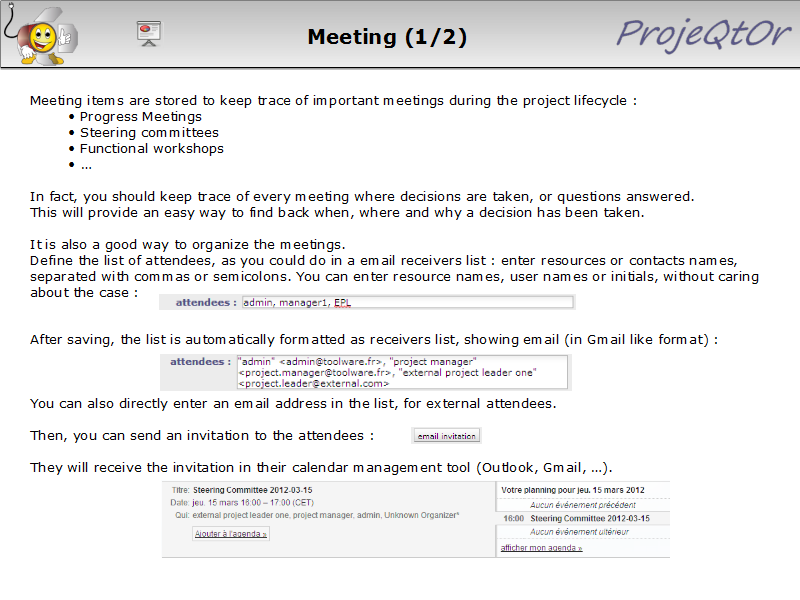 Meeting (1/2)
ProjeQtOr
Meeting items are stored to keep trace of important meetings during the project lifecycle :
• Progress Meetings
• Steering committees
• Functional workshops
• ...
In fact, you should keep trace of every meeting where decisions are taken, or questions answered.
This will provide an easy way to find back when, where and why a decision has been taken.
It is also a good way to organize the meetings.
Define the list of attendees, as you could do in a email receivers list : enter resources or contacts names,
separated with commas or semicolons. You can enter resource names, user names or initials, without caring
about the case :
attendees : admin, manager1, EPL
After saving, the list is automatically formatted as receivers list, showing email (in Gmail like format) :
attendees : "admin" <admin@toolware.fr>, "project manager"
<project.manager@toolware.fr>, "external project leader one"
<project.leader@external.com>
You can also directly enter an email address in the list, for external attendees.
Then, you can send an invitation to the attendees : email invitation
They will receive the invitation in their calendar management tool (Outlook, Gmail, ...).
Titre: Steering Committee 2012-03-15
Date: jeu. 15 mars 16:00 – 17:00 (CET)
Qui: external project leader one, project manager, admin, Unknown Organizer*
Ajouter à l'agenda »
Votre planning pour jeu. 15 mars 2012
Aucun événement précédent
16:00 Steering Committee 2012-03-15
Aucun événement ultérieur
afficher mon agenda »